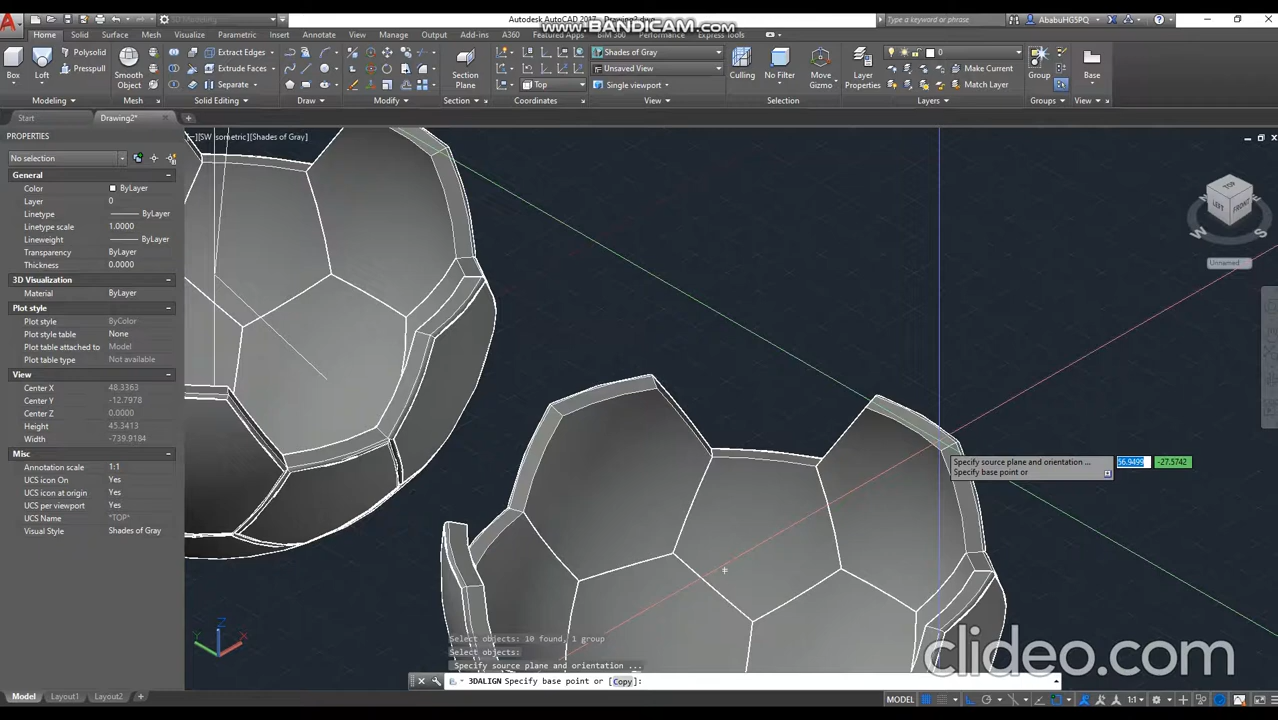 3D Modeling
Autodesk AutoCAD 2017 Drawing2.dwg
WWW.BANDICAM.COM
Type a keyword or phrase
AbabuHG5PQ
Home Solid Surface Mesh Visualize Parametric Insert Annotate View Manage Output Add-ins A360 Featured Apps BIM 360 Performance Express Tools
Box
Loft
Polysolid
Presspull
Smooth
Object
Extract Edges
Extrude Faces
Separate
Section
Plane
Shades of Gray
Unsaved View
Top
Single viewport
Culling
No Filter
Move
Gizmo
Layer
Properties
0
Make Current
Match Layer
Group
Base
Modeling
Mesh
Solid Editing
Draw
Modify
Section
Coordinates
View
Selection
Layers
Groups
View
Start
Drawing2*
PROPERTIES
No selection
General
Color ByLayer
Layer 0
Linetype ByLayer
Linetype scale 1.0000
Lineweight ByLayer
Transparency ByLayer
Thickness 0.0000
3D Visualization
Material ByLayer
Plot style
Plot style ByColor
Plot style table None
Plot table attached to Model
Plot table type Not available
View
Center X 48.3363
Center Y -12.7978
Center Z 0.0000
Height 45.3413
Width -739.9184
Misc
Annotation scale 1:1
UCS icon On Yes
UCS icon at origin Yes
UCS per viewport Yes
UCS Name *TOP*
Visual Style Shades of Gray
[−][SW Isometric][Shades of Gray]
TOP
LEFT
FRONT
W
S
Unnamed
Specify source plane and orientation ...
Specify base point or
56.9499
-27.5742
Z
Y
X
Select objects: 10 found, 1 group
Select objects:
Specify source plane and orientation ...
3DALIGN Specify base point or [Copy]:
clideo.com
Model Layout1 Layout2
MODEL
1:1